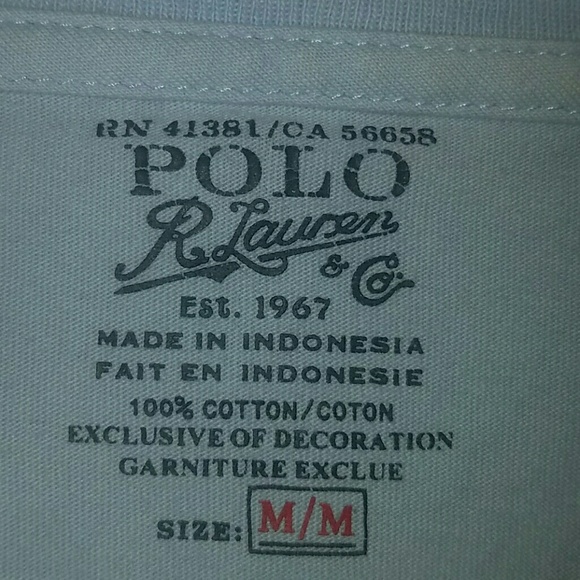 RN 41381/CA 56658
POLO
R. Lauren
& Co.
EST. 1967
MADE IN INDONESIA
FAIT EN INDONESIE
100% COTTON/COTON
EXCLUSIVE OF DECORATION
GARNITURE EXCLUE
SIZE: M/M